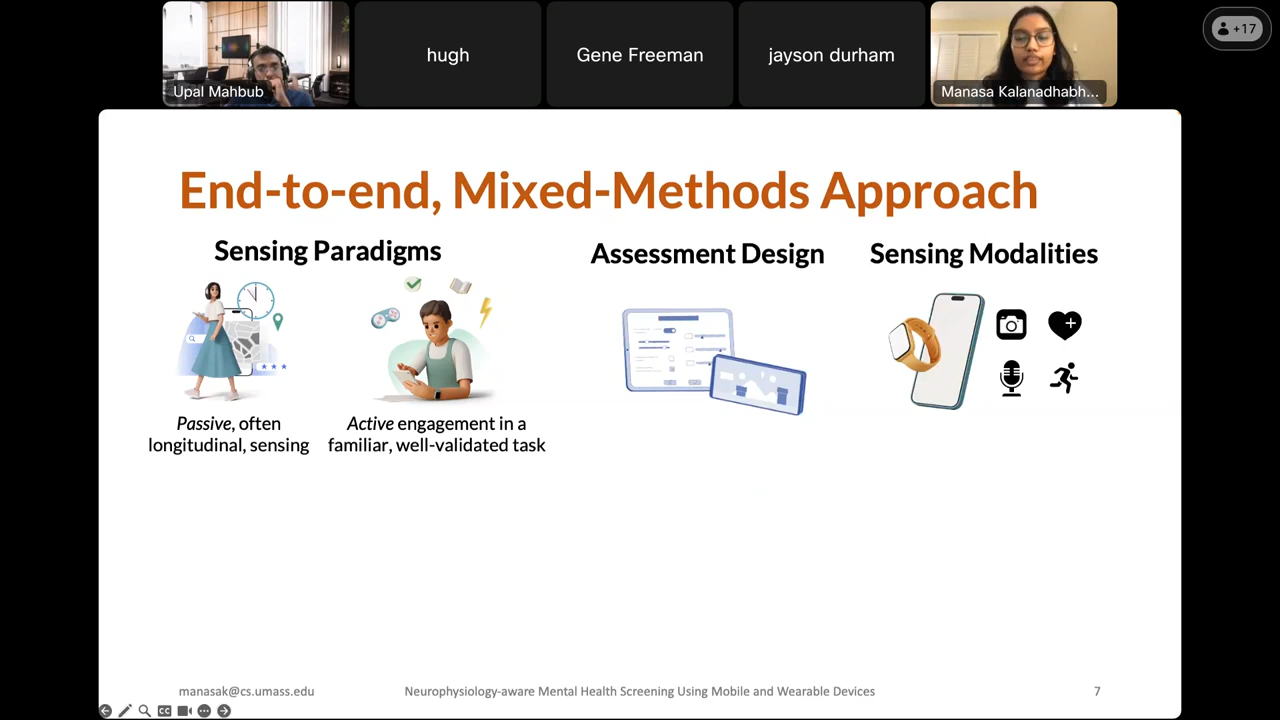 Upal Mahbub
hugh
Gene Freeman
jayson durham
Manasa Kalanadhabh...
+17
End-to-end, Mixed-Methods Approach
Sensing Paradigms
Assessment Design
Sensing Modalities
Passive, often
longitudinal, sensing
Active engagement in a
familiar, well-validated task
manasak@cs.umass.edu
Neurophysiology-aware Mental Health Screening Using Mobile and Wearable Devices
7
CC